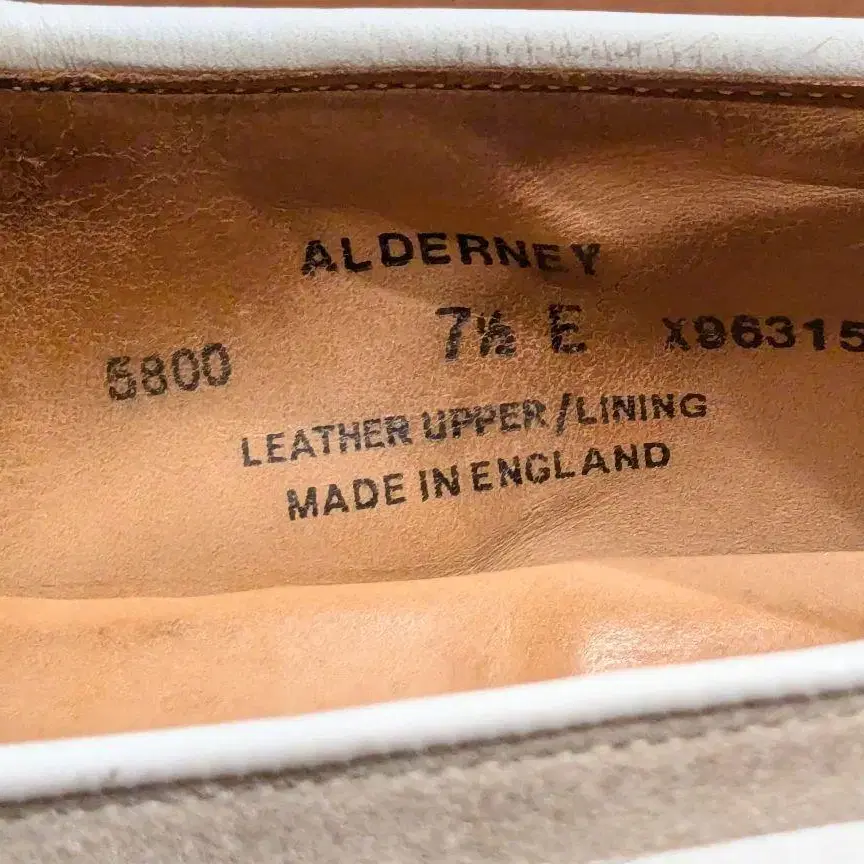 ALDERNEY
5800 7½ E X96315
LEATHER UPPER/LINING
MADE IN ENGLAND